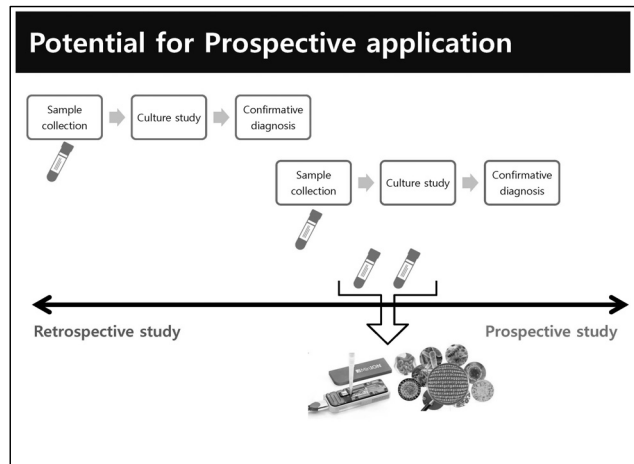 Potential for Prospective application
Sample
collection
Culture study
Confirmative
diagnosis
Sample
collection
Culture study
Confirmative
diagnosis
Retrospective study
Prospective study